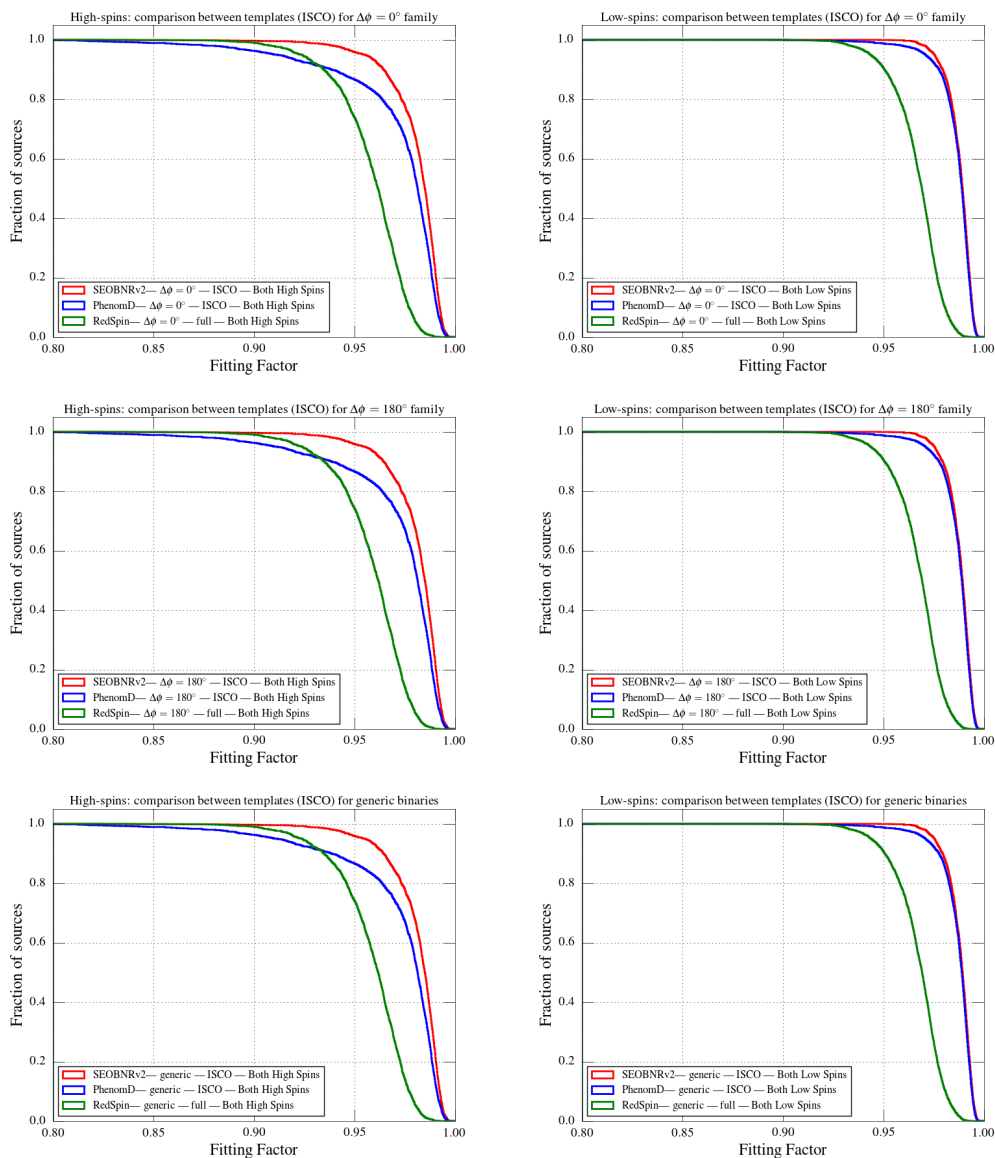 High-spins: comparison between templates (ISCO) for Δϕ = 0° family
1.0
0.8
0.6
0.4
0.2
0.0
Fraction of sources
SEOBNRv2— Δϕ = 0° — ISCO — Both High Spins
PhenomD— Δϕ = 0° — ISCO — Both High Spins
RedSpin— Δϕ = 0° — full — Both High Spins
0.80 0.85 0.90 0.95 1.00
Fitting Factor
Low-spins: comparison between templates (ISCO) for Δϕ = 0° family
1.0
0.8
0.6
0.4
0.2
0.0
Fraction of sources
SEOBNRv2— Δϕ = 0° — ISCO — Both Low Spins
PhenomD— Δϕ = 0° — ISCO — Both Low Spins
RedSpin— Δϕ = 0° — full — Both Low Spins
0.80 0.85 0.90 0.95 1.00
Fitting Factor
High-spins: comparison between templates (ISCO) for Δϕ = 180° family
1.0
0.8
0.6
0.4
0.2
0.0
Fraction of sources
SEOBNRv2— Δϕ = 180° — ISCO — Both High Spins
PhenomD— Δϕ = 180° — ISCO — Both High Spins
RedSpin— Δϕ = 180° — full — Both High Spins
0.80 0.85 0.90 0.95 1.00
Fitting Factor
Low-spins: comparison between templates (ISCO) for Δϕ = 180° family
1.0
0.8
0.6
0.4
0.2
0.0
Fraction of sources
SEOBNRv2— Δϕ = 180° — ISCO — Both Low Spins
PhenomD— Δϕ = 180° — ISCO — Both Low Spins
RedSpin— Δϕ = 180° — full — Both Low Spins
0.80 0.85 0.90 0.95 1.00
Fitting Factor
High-spins: comparison between templates (ISCO) for generic binaries
1.0
0.8
0.6
0.4
0.2
0.0
Fraction of sources
SEOBNRv2— generic — ISCO — Both High Spins
PhenomD— generic — ISCO — Both High Spins
RedSpin— generic — full — Both High Spins
0.80 0.85 0.90 0.95 1.00
Fitting Factor
Low-spins: comparison between templates (ISCO) for generic binaries
1.0
0.8
0.6
0.4
0.2
0.0
Fraction of sources
SEOBNRv2— generic — ISCO — Both Low Spins
PhenomD— generic — ISCO — Both Low Spins
RedSpin— generic — full — Both Low Spins
0.80 0.85 0.90 0.95 1.00
Fitting Factor